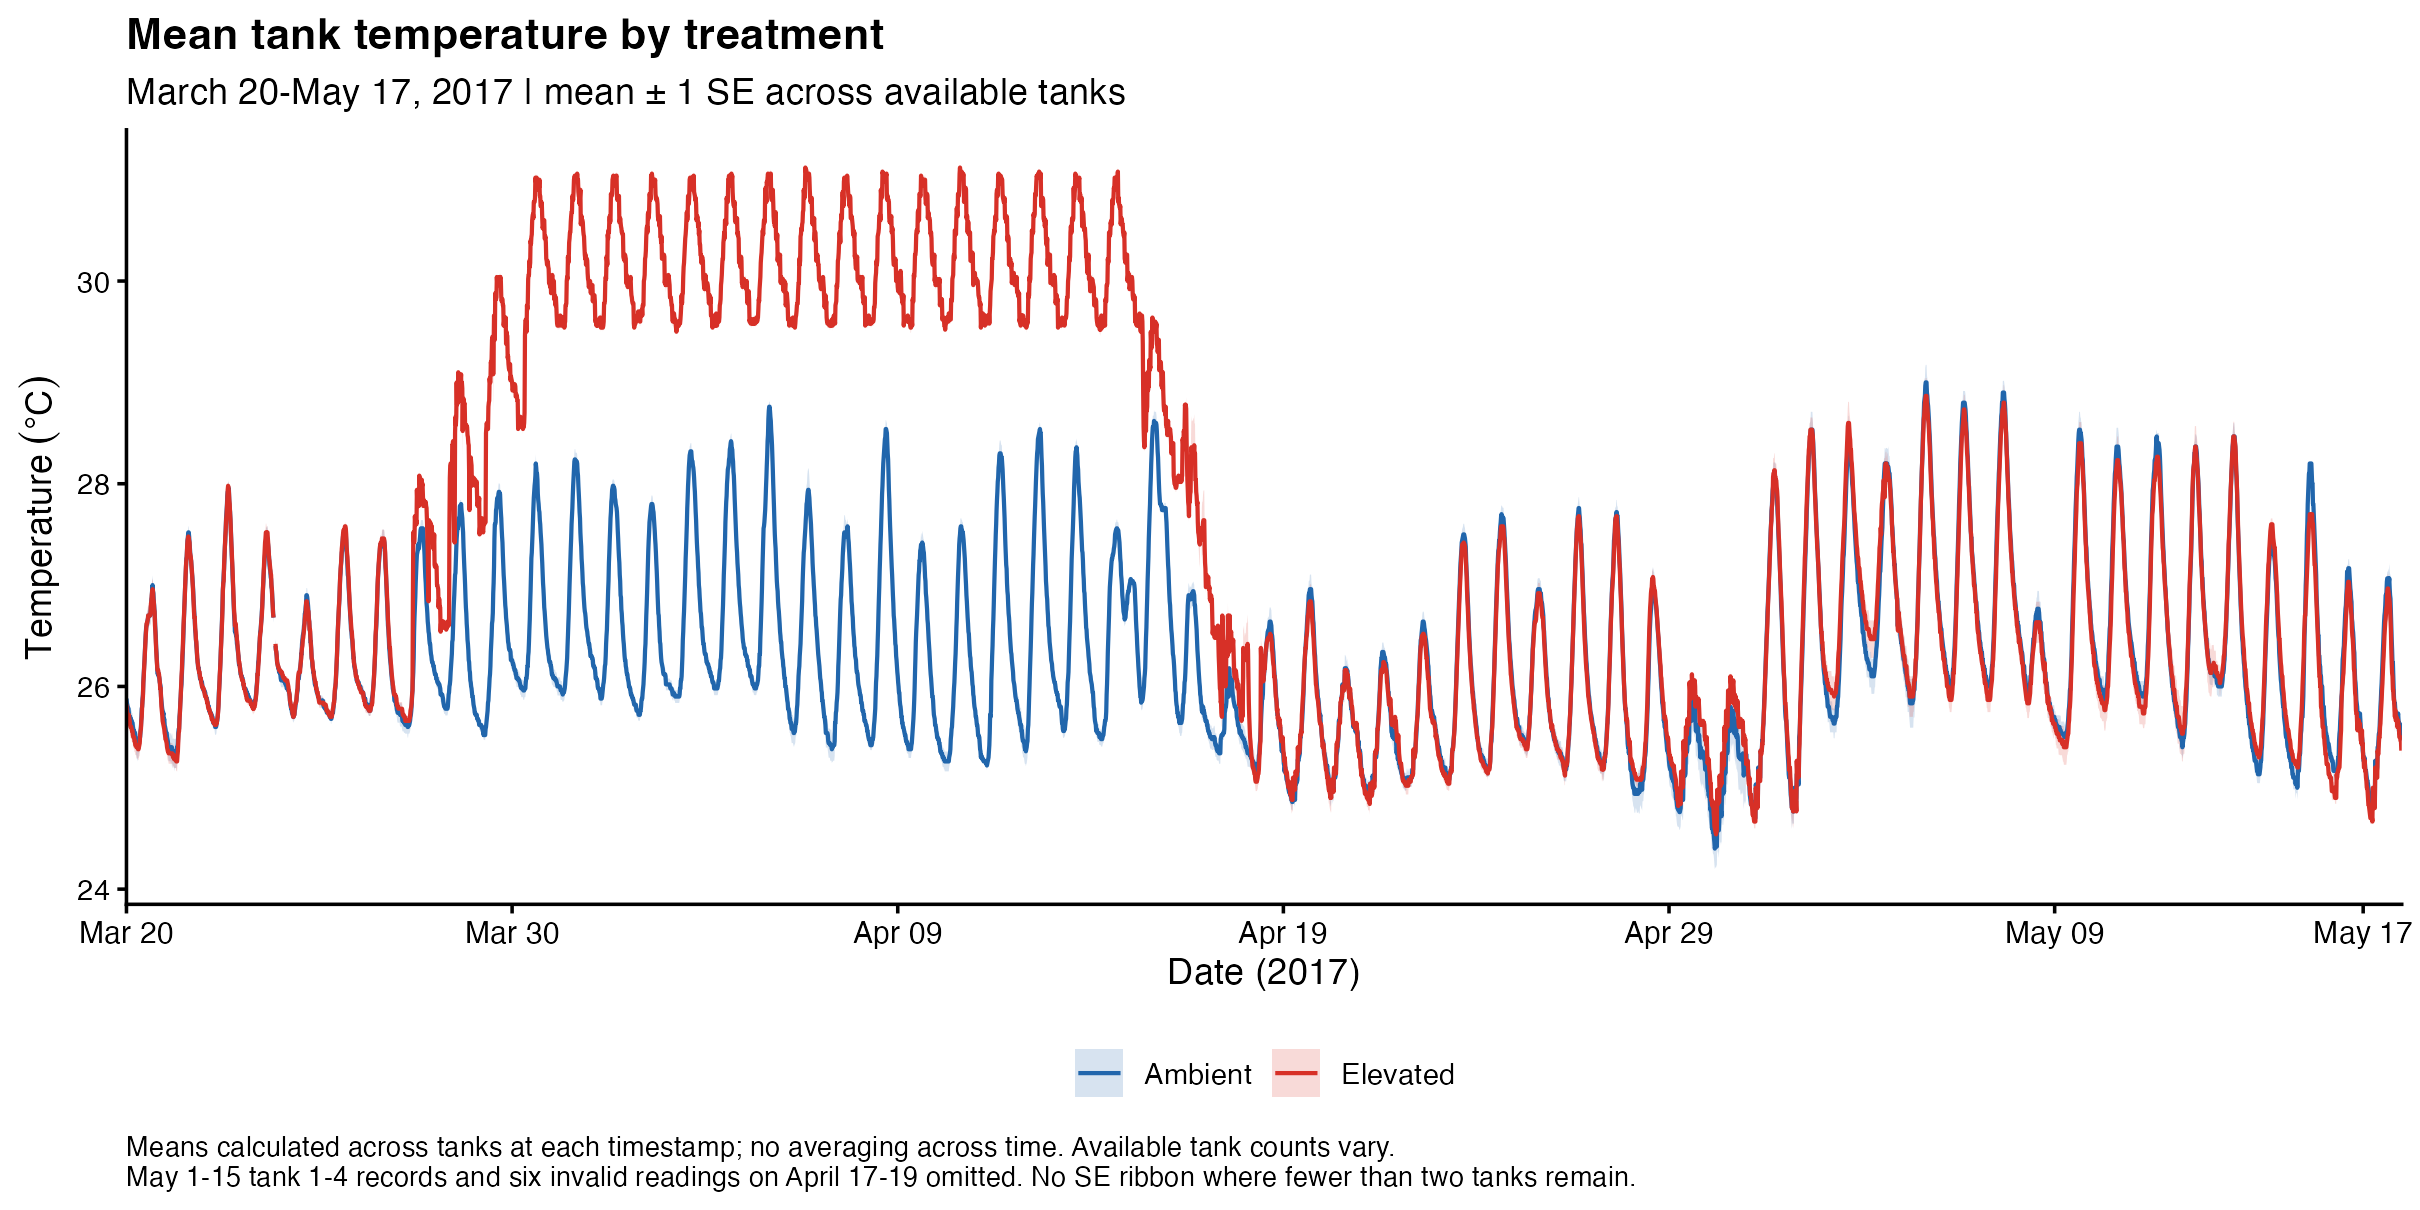 Mean tank temperature by treatment
March 20-May 17, 2017 | mean ± 1 SE across available tanks
Temperature (°C)
30
28
26
24
Mar 20
Mar 30
Apr 09
Apr 19
Apr 29
May 09
May 17
Date (2017)
Ambient
Elevated
Means calculated across tanks at each timestamp; no averaging across time. Available tank counts vary.
May 1-15 tank 1-4 records and six invalid readings on April 17-19 omitted. No SE ribbon where fewer than two tanks remain.